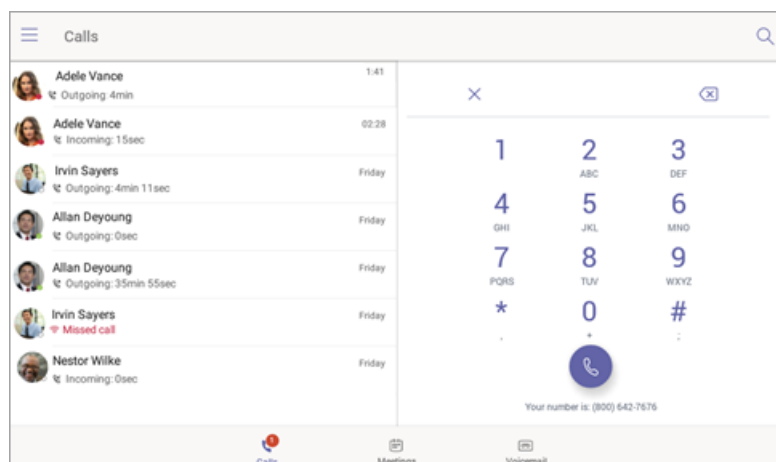 Calls
Adele Vance
1:41
Outgoing: 4min
Adele Vance
02:28
Incoming: 15sec
Irvin Sayers
Friday
Outgoing: 4min 11sec
Allan Deyoung
Friday
Outgoing: 0sec
Allan Deyoung
Friday
Outgoing: 35min 55sec
Irvin Sayers
Friday
Missed call
Nestor Wilke
Friday
Incoming: 0sec
1 2 3
ABC DEF
4 5 6
GHI JKL MNO
7 8 9
PQRS TUV WXYZ
* 0 #
, + ;
Your number is: (800) 642-7676
1
Calls Meetings Voicemail